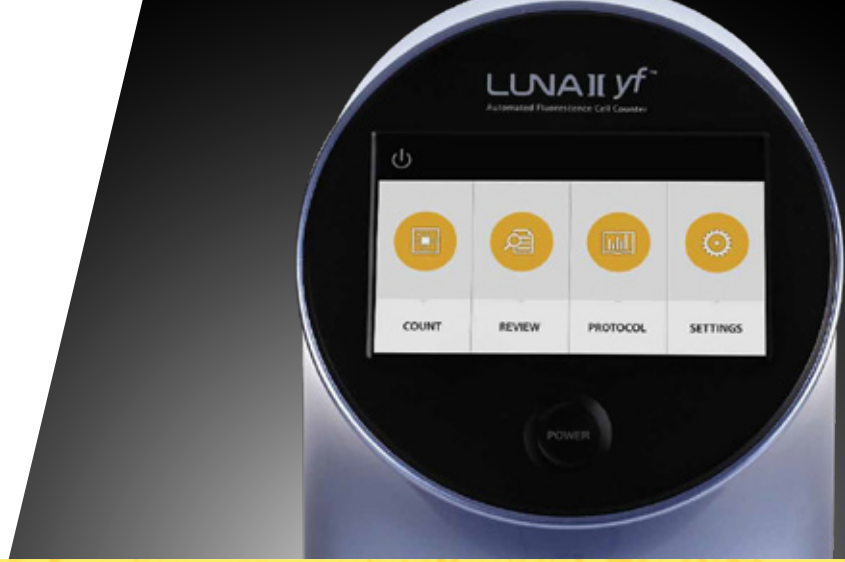 LUNA II yf™
Automated Fluorescence Cell Counter
COUNT REVIEW PROTOCOL SETTINGS
POWER